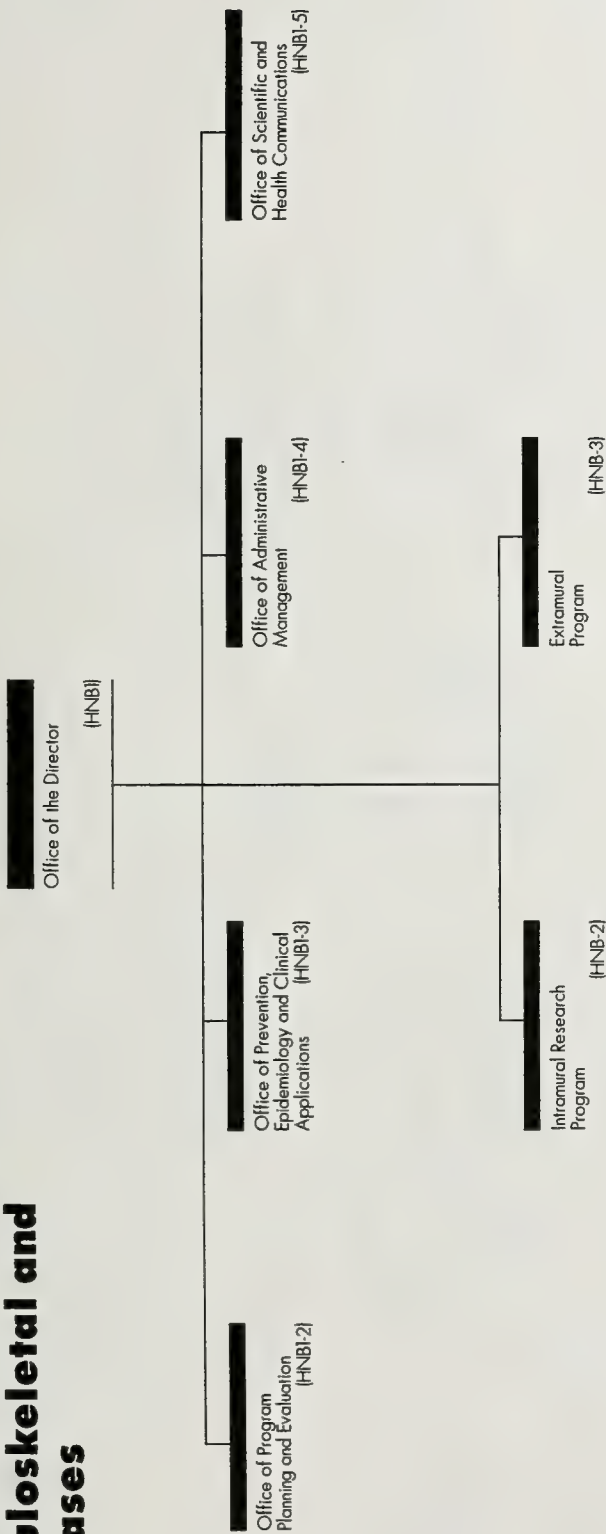 uloskeletal and
ases
Office of the Director
(HNB1)
Office of Program
Planning and Evaluation
(HNB1-2)
Office of Prevention,
Epidemiology and Clinical
Applications (HNB1-3)
Office of Administrative
Management
(HNB1-4)
Office of Scientific and
Health Communications
(HNB1-5)
Intramural Research
Program
(HNB-2)
Extramural
Program
(HNB-3)